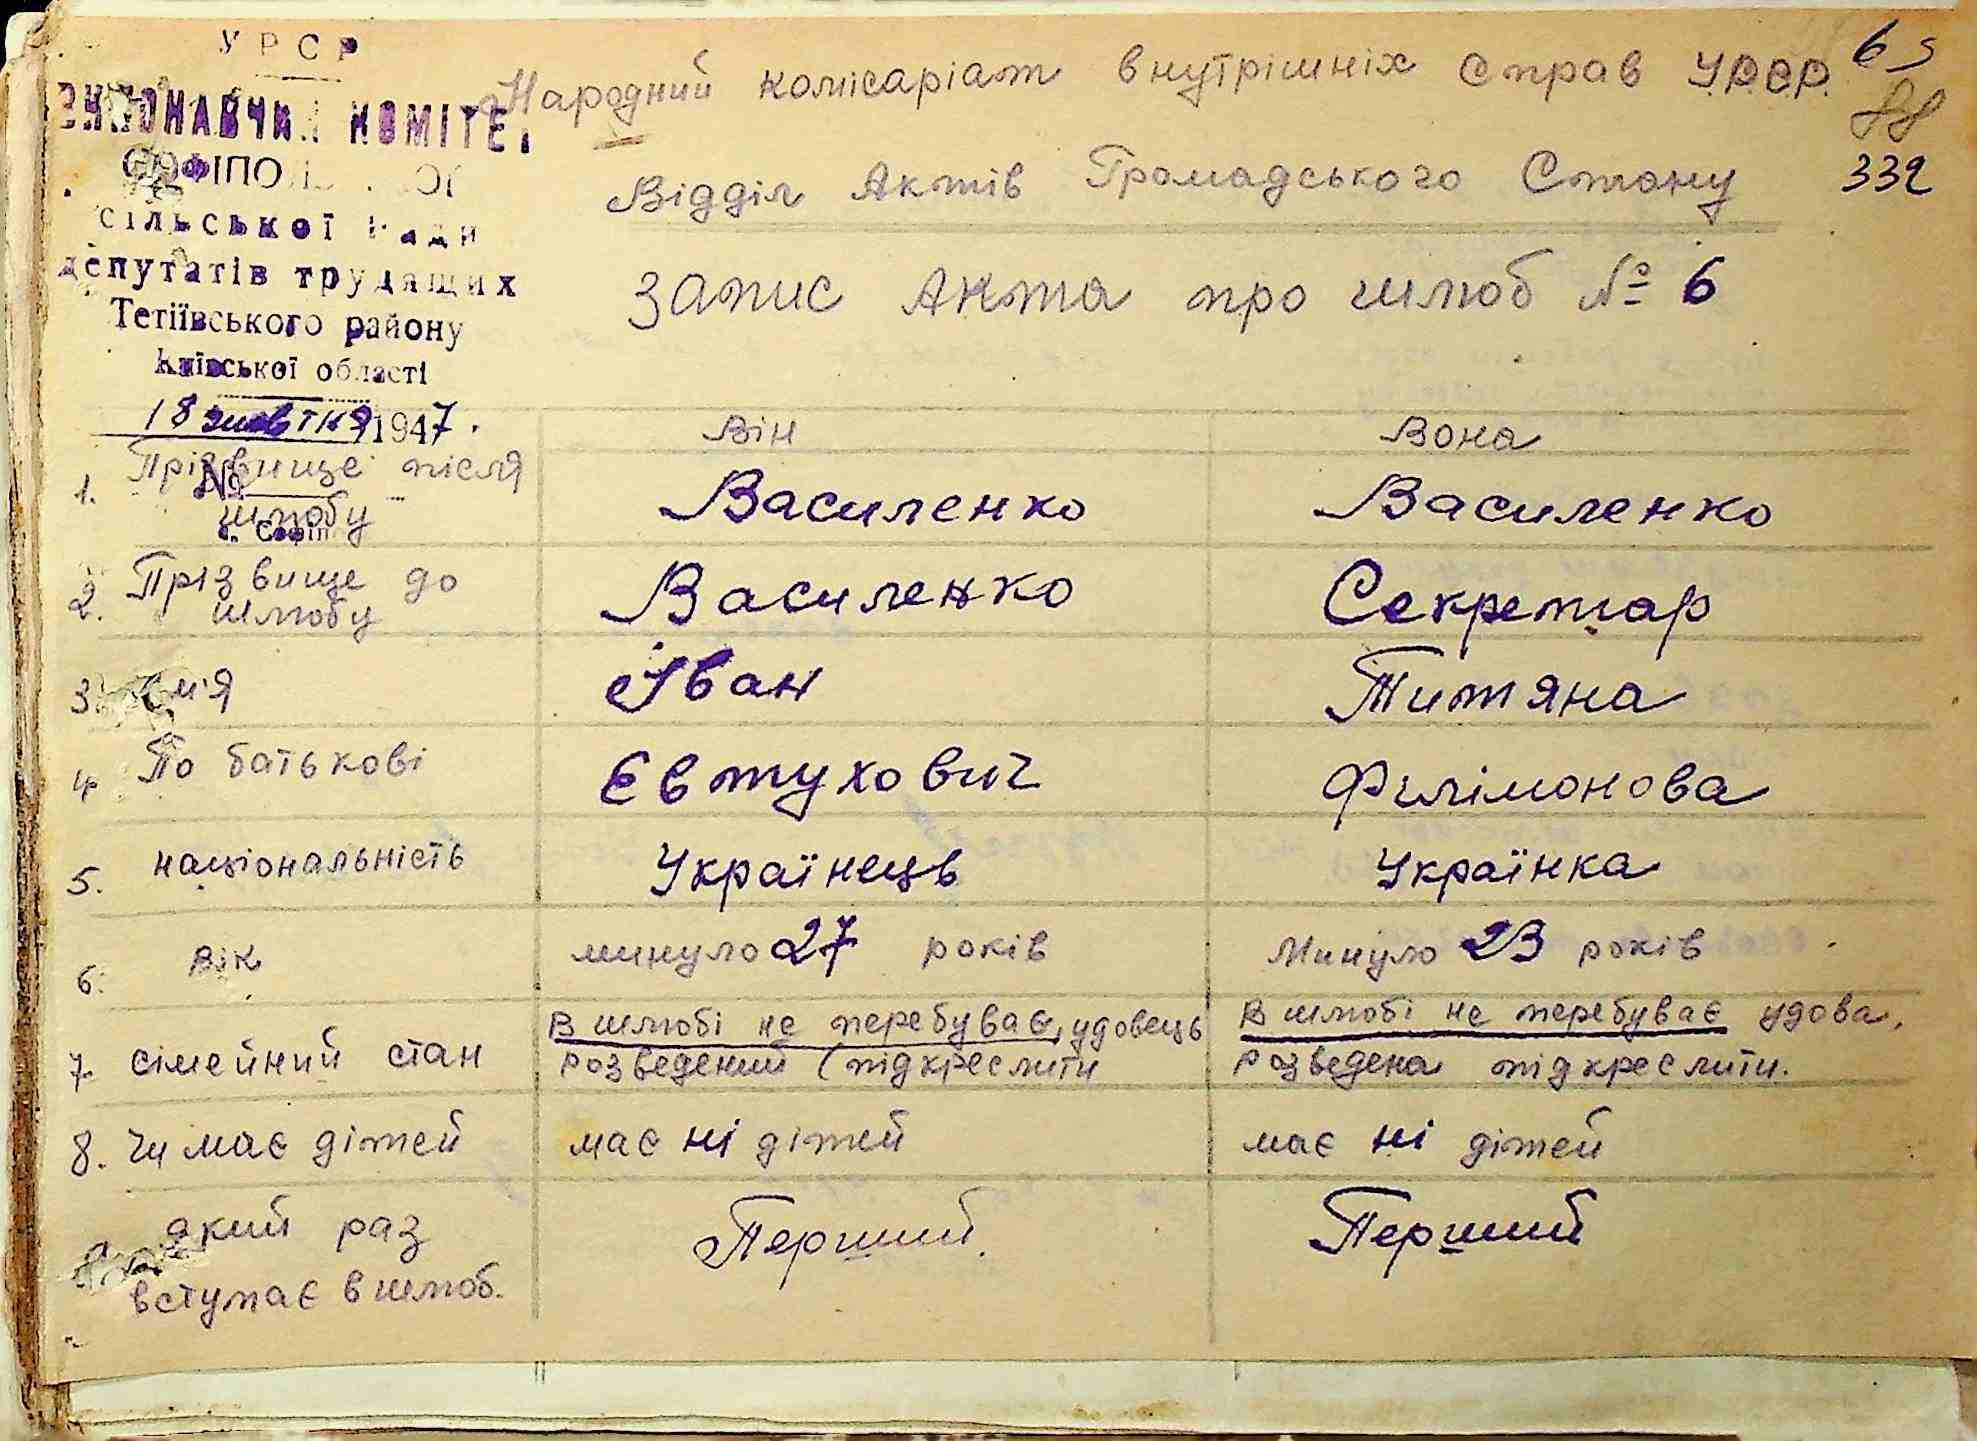 УРСР
ВИКОНАВЧИЙ КОМІТЕТ
СОФІПОЛ
сільської Ради
депутатів трудящих
Тетіївського району
Київської області
18 жовтня 1947.
№
с. Софіп
65
88
332
Народний комісаріат внутрішніх справ УРСР.
Відділ Актів Громадського Стану
Запис Акта про шлюб № 6
Він Вона
1. Прізвище після шлюбу Василенко Василенко
2. Прізвище до шлюбу Василенко Секретар
3 м'я Іван Титяна
4 По батькові Євтухович Филімонова
5. національність Українець Українка
6. вік минуло 27 років Минуло 23 років
7. сімейний стан В шлюбі не перебуває, удовець розведений (підкреслити В шлюбі не перебуває удова, розведена підкреслити.
8. Чи має дітей має ні дітей має ні дітей
який раз вступає в шлюб. Перший. Перший